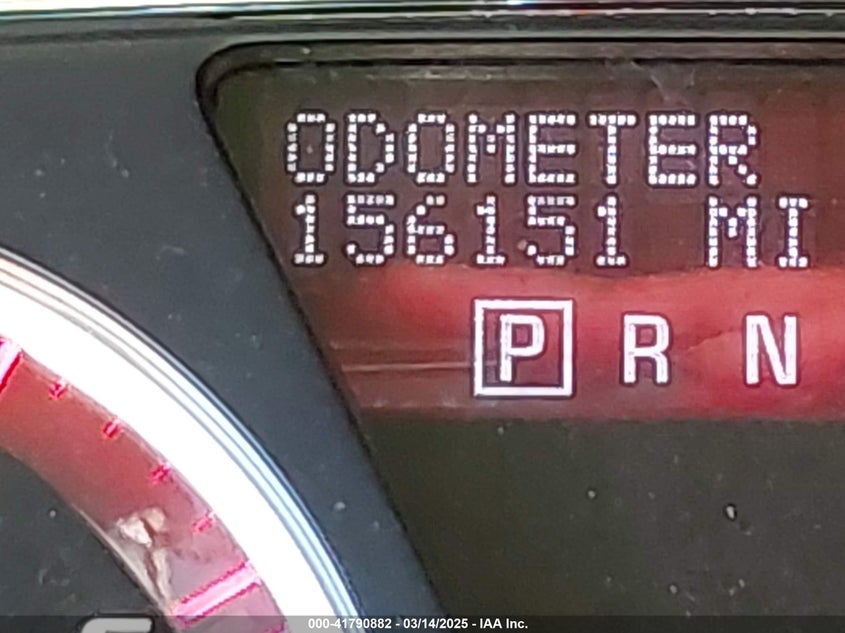 ODOMETER
156151 MI
P R N
000-41790882 - 03/14/2025 - IAA Inc.